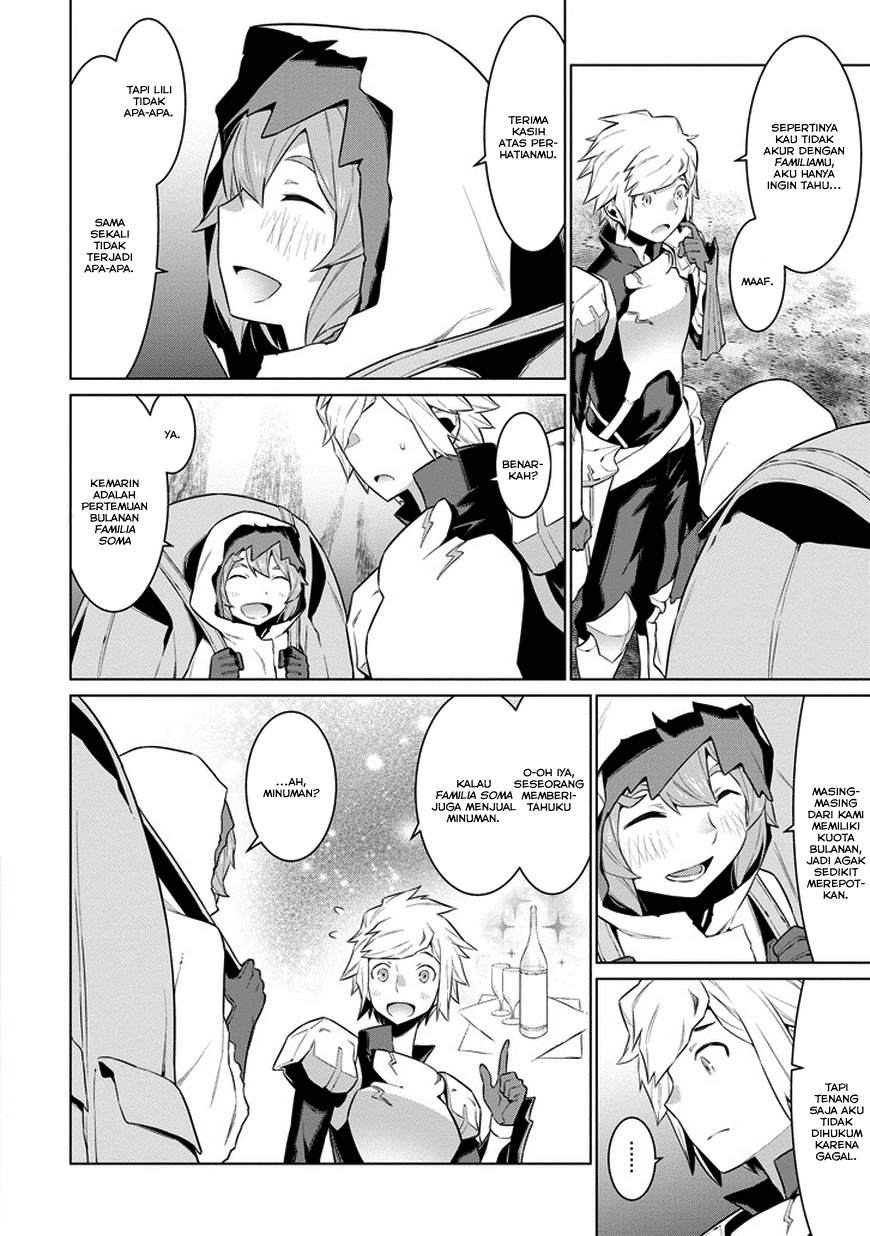 SEPERTINYA
KAU TIDAK
AKUR DENGAN
FAMILIAMU,
AKU HANYA
INGIN TAHU...
MAAF.
TERIMA
KASIH
ATAS PER-
HATIANMU.
TAPI LILI
TIDAK
APA-APA.
SAMA
SEKALI
TIDAK
TERJADI
APA-APA.
BENAR-
KAH?
YA.
KEMARIN
ADALAH
PERTEMUAN
BULANAN
FAMILIA
SOMA
MASING-
MASING
DARI KAMI
MEMILIKI
KUOTA
BULANAN,
JADI AGAK
SEDIKIT
MEREPOT-
KAN.
TAPI
TENANG
SAJA AKU
TIDAK
DIHUKUM
KARENA
GAGAL.
......
O-OH IYA,
SESEORANG
MEMBERI-
TAHUKU
KALAU
FAMILIA SOMA
JUGA MENJUAL
MINUMAN.
...AH,
MINUMAN?